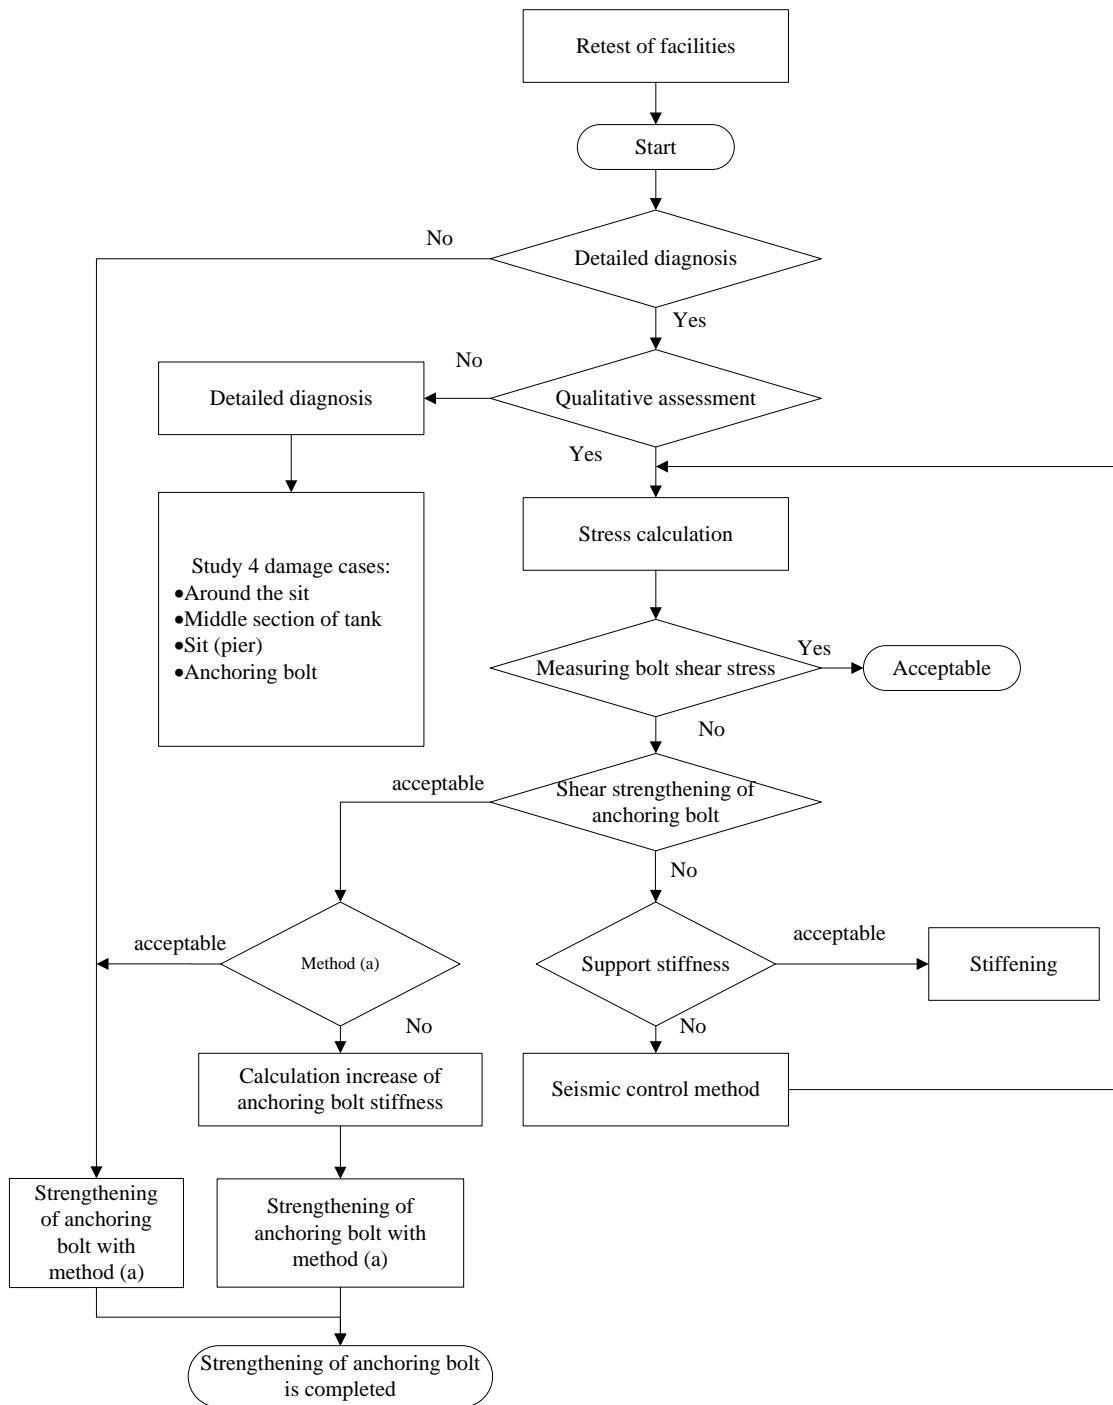 Retest of facilities
Start
No
Detailed diagnosis
Yes
No
Detailed diagnosis
Qualitative assessment
Yes
Stress calculation
Study 4 damage cases:
•Around the sit
•Middle section of tank
•Sit (pier)
•Anchoring bolt
Measuring bolt shear stress
Yes
Acceptable
No
acceptable
Shear strengthening of
anchoring bolt
No
acceptable
Method (a)
Support stiffness
acceptable
Stiffening
No
No
Calculation increase of
anchoring bolt stiffness
Seismic control method
Strengthening
of anchoring
bolt with
method (a)
Strengthening of
anchoring bolt with
method (a)
Strengthening of anchoring bolt
is completed